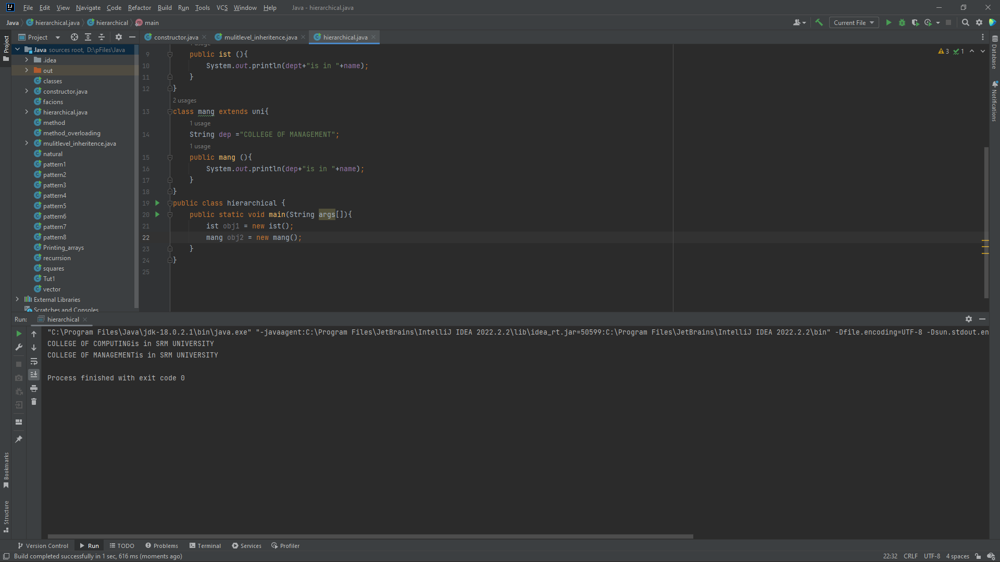 File Edit View Navigate Code Refactor Build Run Tools VCS Window Help Java - hierarchical.java
Java hierarchical.java hierarchical main Current File
Project
constructor.java mulitlevel_inheritence.java hierarchical.java
Project
Java sources root, D:\pFiles\Java
.idea
out
classes
constructor.java
facions
hierarchical.java
method
method_overloading
mulitlevel_inheritence.java
natural
pattern1
pattern2
pattern3
pattern4
pattern5
pattern6
pattern7
pattern8
Printing_arrays
recurrsion
squares
Tut1
vector
External Libraries
Scratches and Consoles
3 1
9 public ist (){
10 System.out.println(dept+"is in "+name);
11 }
12 }
2 usages
13 class mang extends uni{
1 usage
14 String dep ="COLLEGE OF MANAGEMENT";
1 usage
15 public mang (){
16 System.out.println(dep+"is in "+name);
17 }
18 }
19 public class hierarchical {
20 public static void main(String args[]){
21 ist obj1 = new ist();
22 mang obj2 = new mang();
23 }
24 }
25
Database
Notifications
Run: hierarchical
"C:\Program Files\Java\jdk-18.0.2.1\bin\java.exe" "-javaagent:C:\Program Files\JetBrains\IntelliJ IDEA 2022.2.2\lib\idea_rt.jar=50599:C:\Program Files\JetBrains\IntelliJ IDEA 2022.2.2\bin" -Dfile.encoding=UTF-8 -Dsun.stdout.en
COLLEGE OF COMPUTINGis in SRM UNIVERSITY
COLLEGE OF MANAGEMENTis in SRM UNIVERSITY
Process finished with exit code 0
Bookmarks
Structure
Version Control Run TODO Problems Terminal Services Profiler
Build completed successfully in 1 sec, 616 ms (moments ago) 22:32 CRLF UTF-8 4 spaces